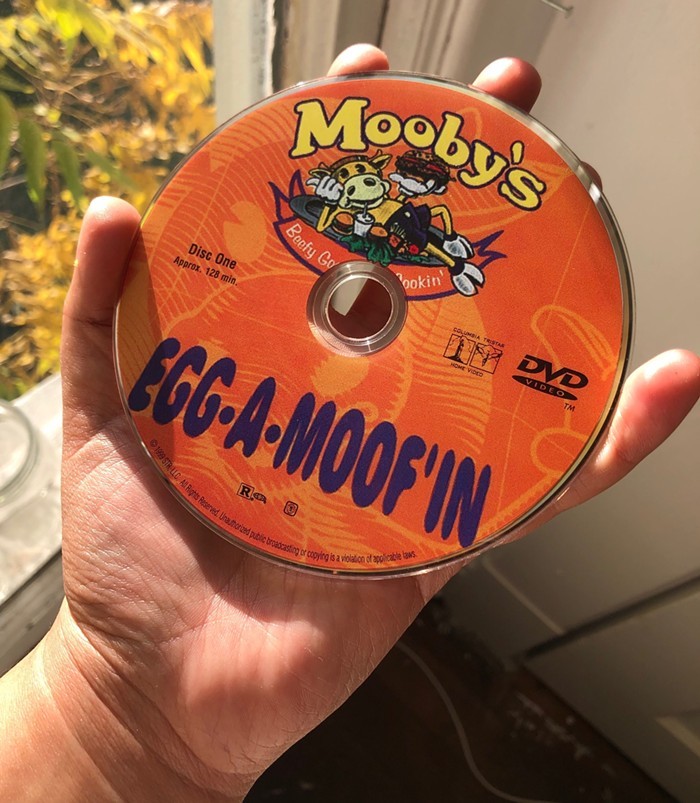 Mooby's
Beefy Go
ookin'
Disc One
Approx. 128 min.
COLUMBIA TRISTAR
HOME VIDEO
DVD
VIDEO
TM
EGG•A•MOOF'IN
R
All Rights Reserved. Unauthorized public broadcasting or copying is a violation of applicable laws.